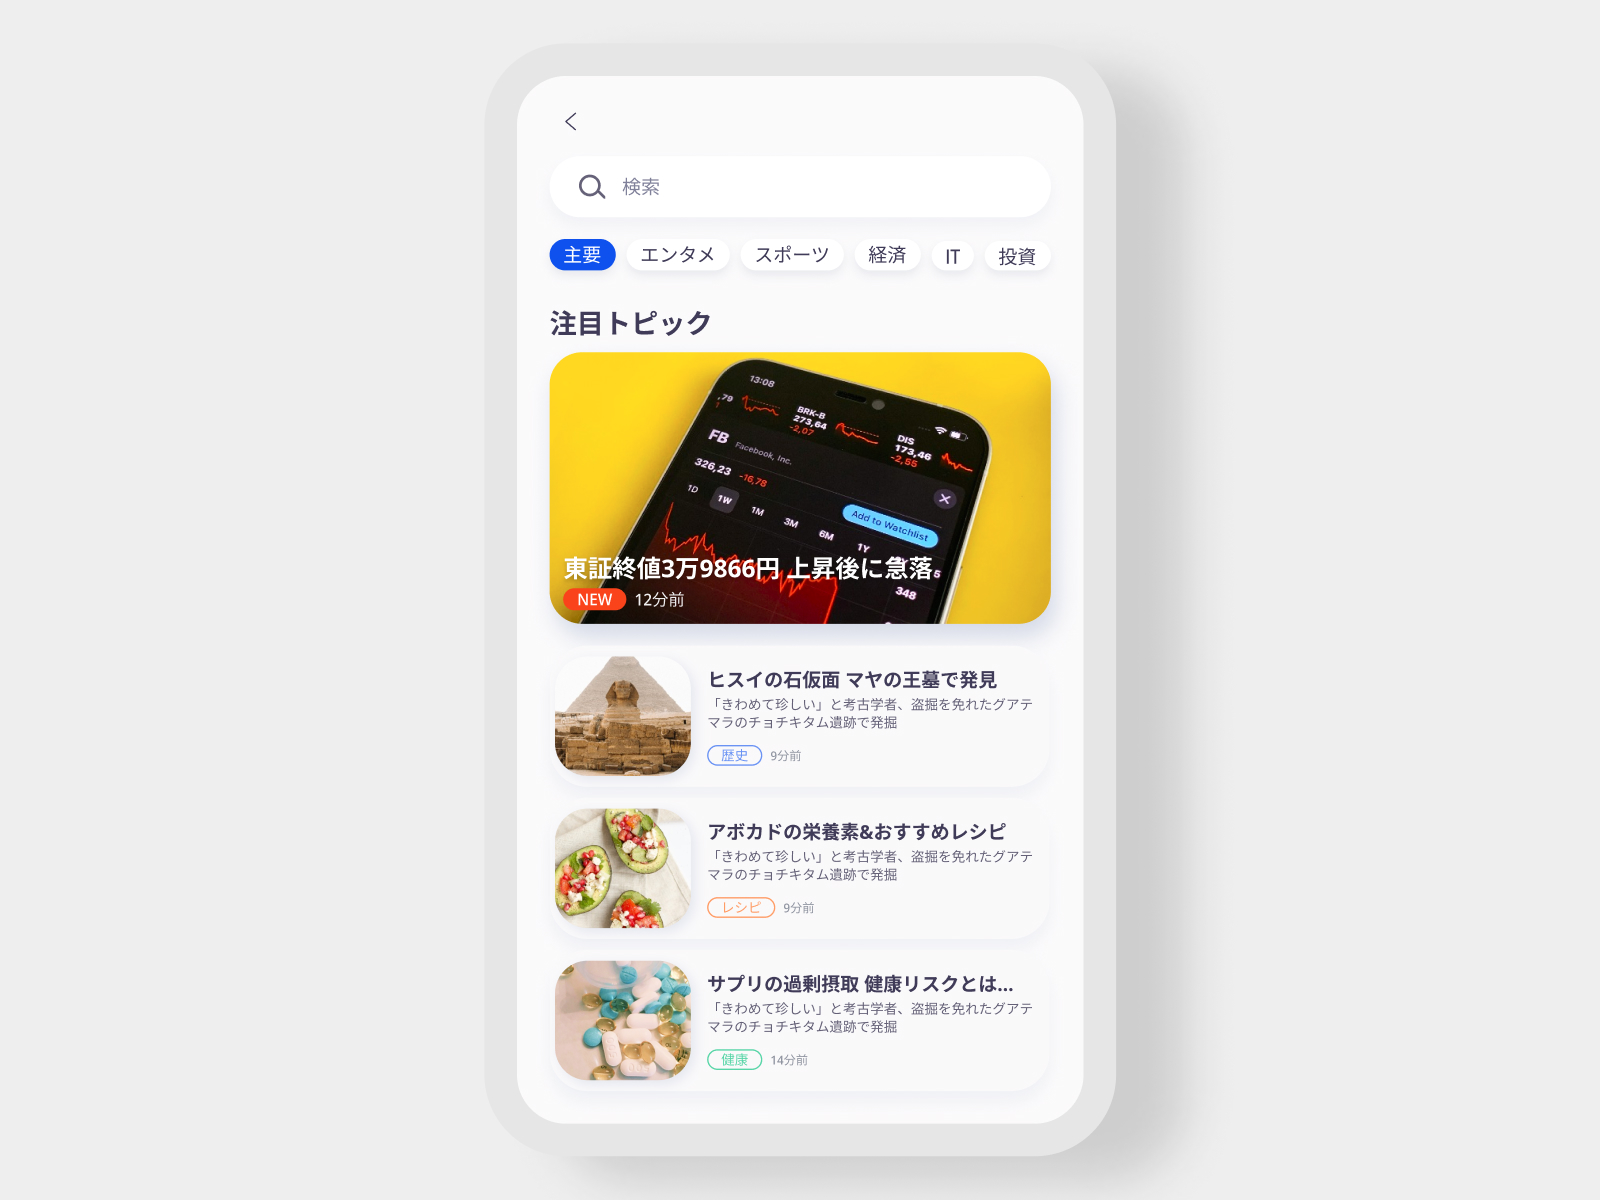 検索
主要 エンタメ スポーツ 経済 IT 投資
注目トピック
13:08
,79
BRK-B
273,64
-2,07
DIS
173,46
-2,55
FB Facebook, Inc.
326,23 -16,78
Add to Watchlist
1D 1W 1M 3M 6M 1Y
348
東証終値3万9866円 上昇後に急落
NEW 12分前
ヒスイの石仮面 マヤの王墓で発見
「きわめて珍しい」と考古学者、盗掘を免れたグアテ
マラのチョチキタム遺跡で発掘
歴史 9分前
アボカドの栄養素&おすすめレシピ
「きわめて珍しい」と考古学者、盗掘を免れたグアテ
マラのチョチキタム遺跡で発掘
レシピ 9分前
サプリの過剰摂取 健康リスクとは...
「きわめて珍しい」と考古学者、盗掘を免れたグアテ
マラのチョチキタム遺跡で発掘
健康 14分前